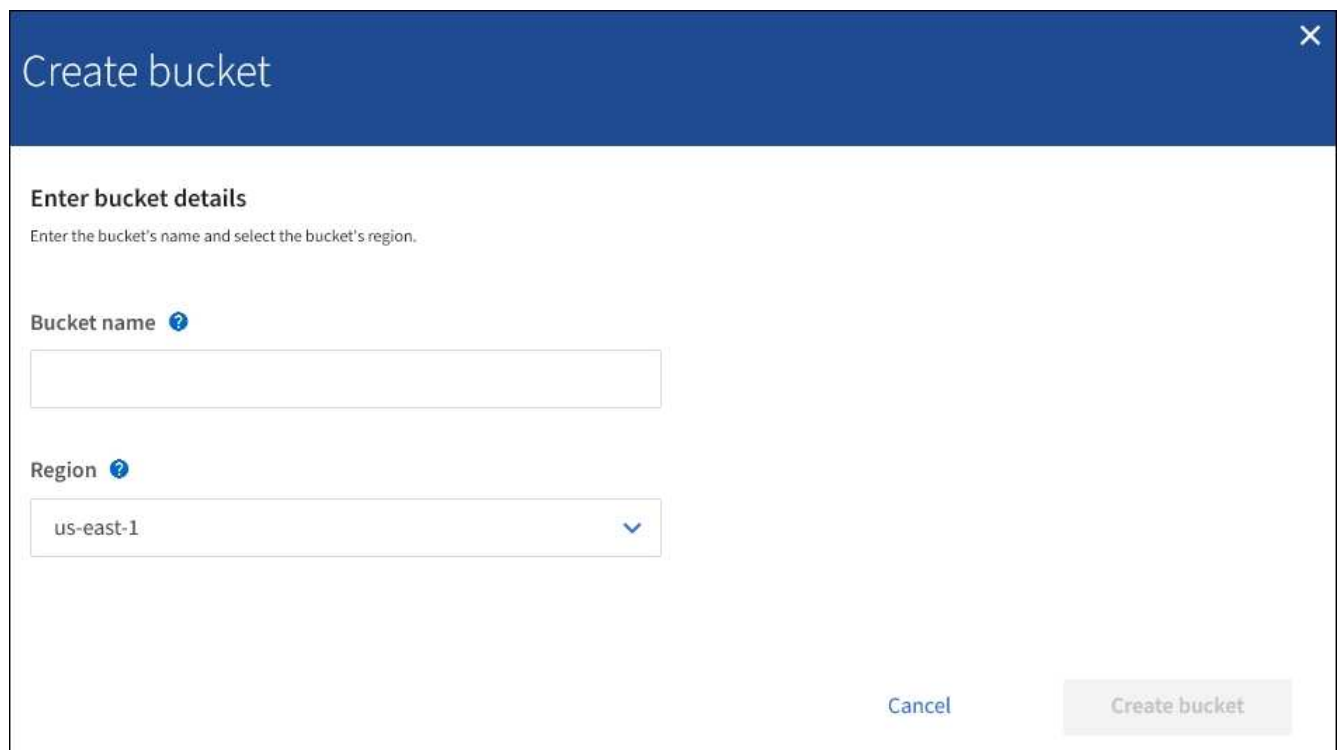 Create bucket
Enter bucket details
Enter the bucket's name and select the bucket's region.
Bucket name ?
Region ?
us-east-1
Cancel Create bucket